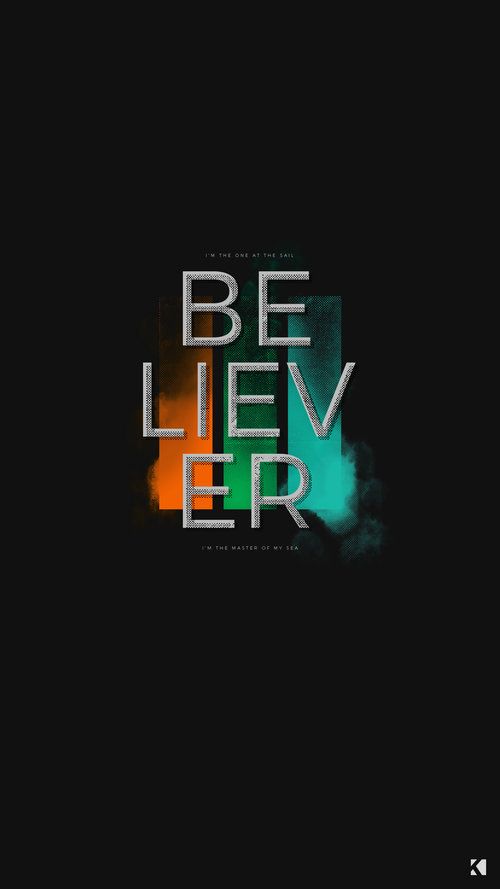 I'M THE ONE AT THE SAIL
BE
LIEV
ER
I'M THE MASTER OF MY SEA
K